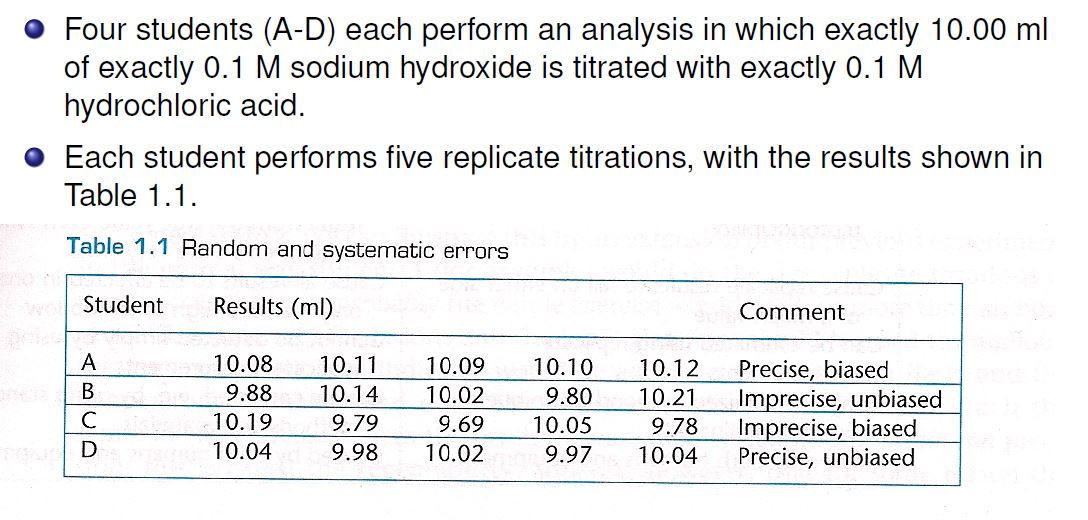 Four students (A-D) each perform an analysis in which exactly 10.00 ml
of exactly 0.1 M sodium hydroxide is titrated with exactly 0.1 M
hydrochloric acid.
Each student performs five replicate titrations, with the results shown in
Table 1.1.
Table 1.1 Random and systematic errors
Student Results (ml) Comment
A 10.08 10.11 10.09 10.10 10.12 Precise, biased
B 9.88 10.14 10.02 9.80 10.21 Imprecise, unbiased
C 10.19 9.79 9.69 10.05 9.78 Imprecise, biased
D 10.04 9.98 10.02 9.97 10.04 Precise, unbiased